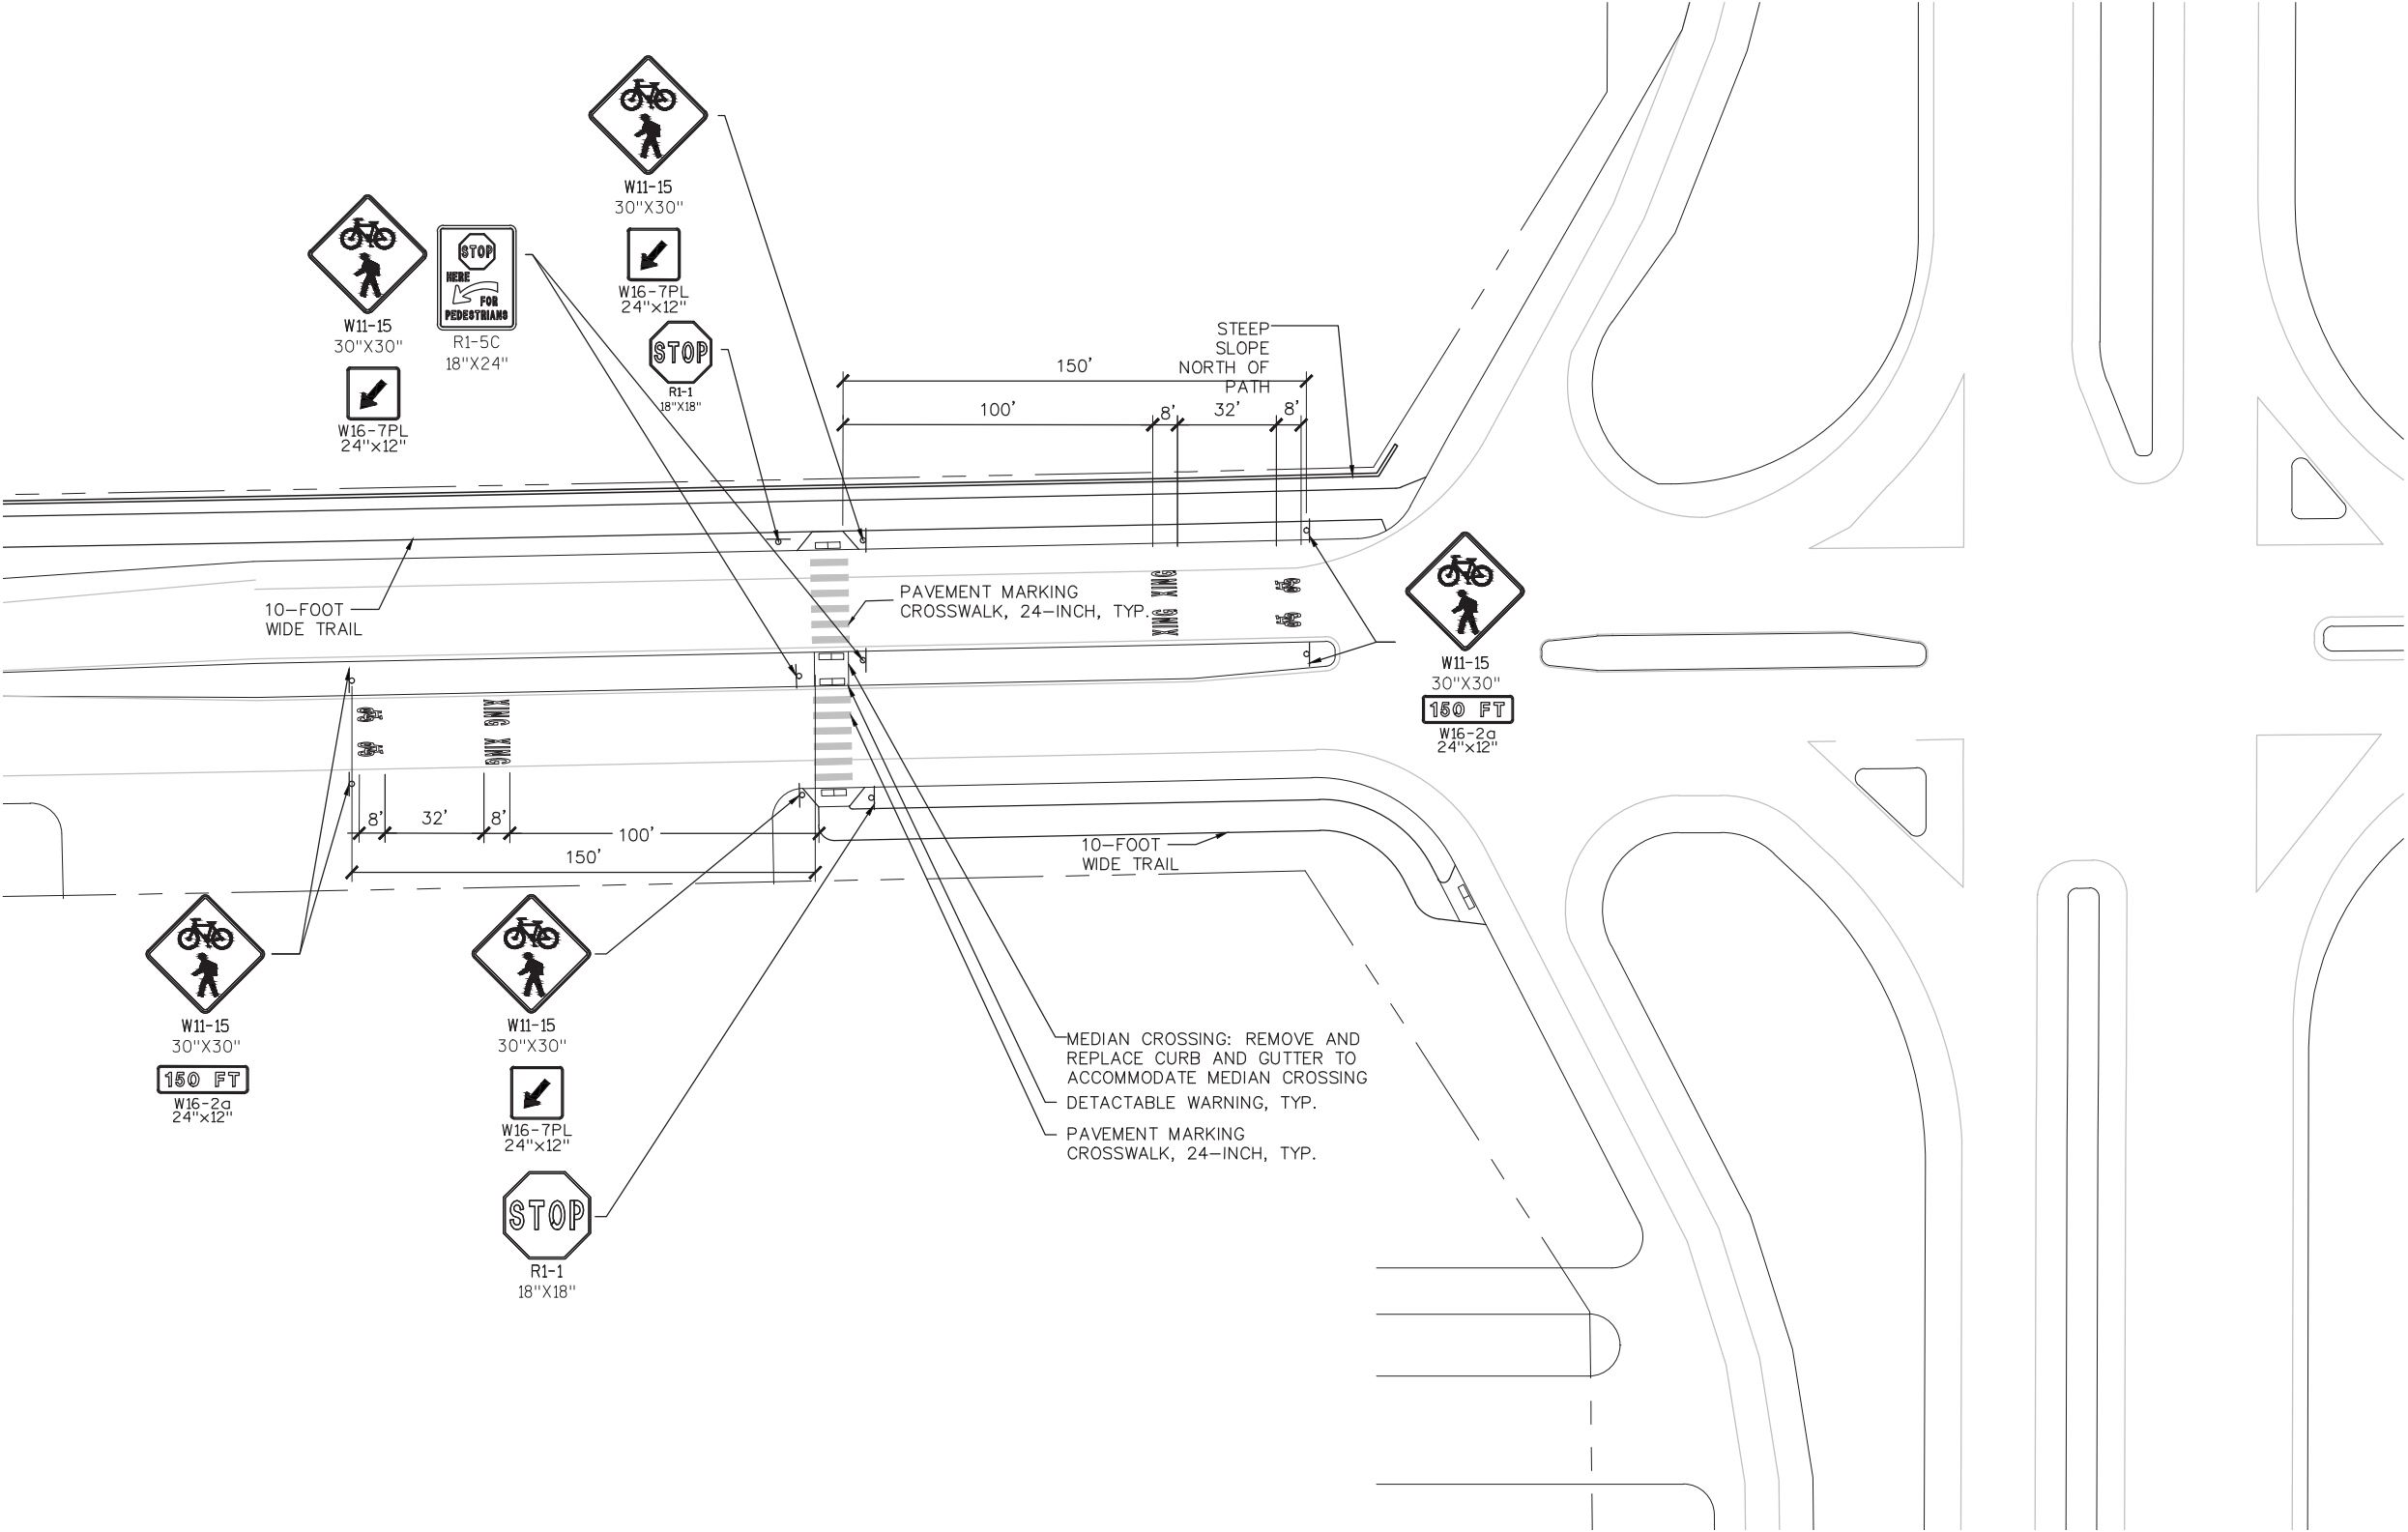 W11-15
30"X30"
W16-7PL
24"x12"
STOP
R1-1
18"X18"
W11-15
30"X30"
W16-7PL
24"x12"
STOP
HERE
FOR
PEDESTRIANS
R1-5C
18"X24"
STEEP
SLOPE
NORTH OF
PATH
150'
100'
8'
32'
8'
10-FOOT
WIDE TRAIL
PAVEMENT MARKING
CROSSWALK, 24-INCH, TYP.
XING XING
W11-15
30"X30"
150 FT
W16-2a
24"x12"
XING XING
8'
32'
8'
100'
150'
10-FOOT
WIDE TRAIL
W11-15
30"X30"
150 FT
W16-2a
24"x12"
W11-15
30"X30"
W16-7PL
24"x12"
STOP
R1-1
18"X18"
MEDIAN CROSSING: REMOVE AND
REPLACE CURB AND GUTTER TO
ACCOMMODATE MEDIAN CROSSING
DETACTABLE WARNING, TYP.
PAVEMENT MARKING
CROSSWALK, 24-INCH, TYP.